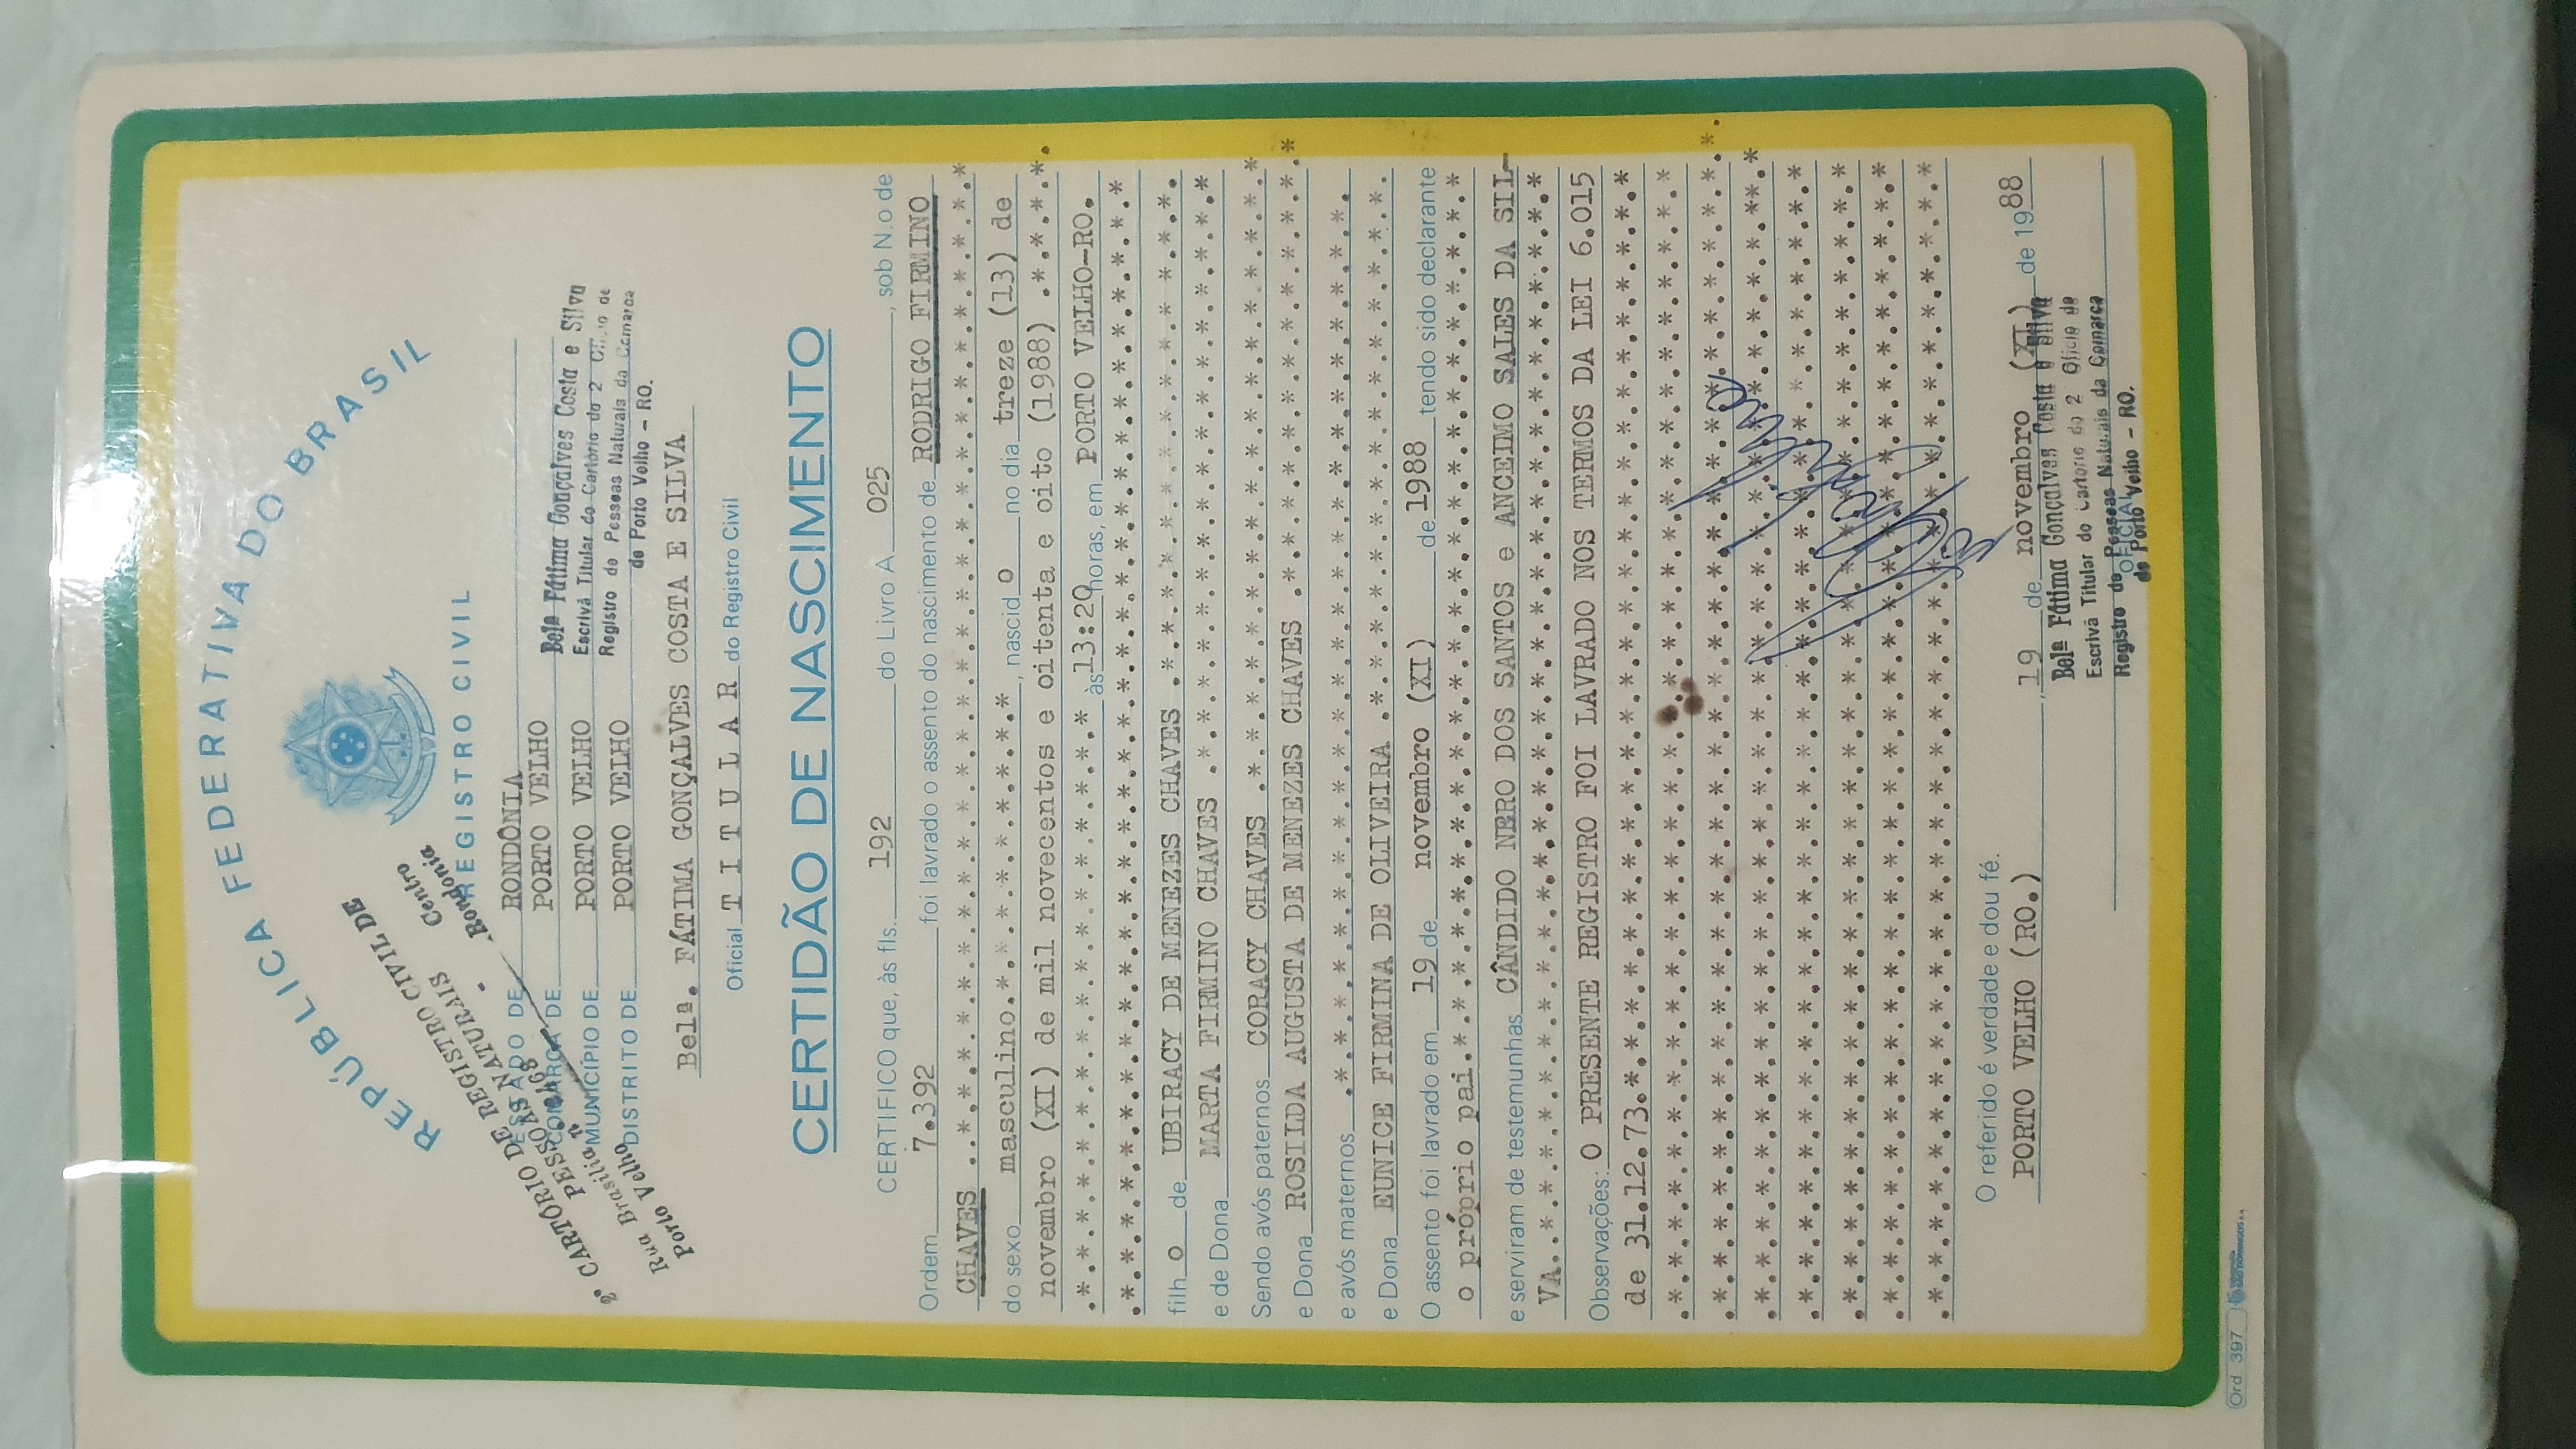 REPÚBLICA FEDERATIVA DO BRASIL
REGISTRO CIVIL
2º CARTÓRIO DE REGISTRO CIVIL DE
PESSOAS NATURAIS
Rua Brasília Centro
Porto Velho - Rondonia
ESTADO DE RONDÔNIA
COMARCA DE PORTO VELHO
MUNICÍPIO DE PORTO VELHO
DISTRITO DE PORTO VELHO
Belª Fátima Gonçalves Costa e Silva
Escrivã Titular do Cartório do 2 Ofício de
Registro de Pessoas Naturais da Comarca
de Porto Velho - RO.
Belª. FÁTIMA GONÇALVES COSTA E SILVA
Oficial T I T U L A R do Registro Civil
CERTIDÃO DE NASCIMENTO
CERTIFICO que, às fls. 192 do Livro A 025, sob N.o de
Ordem 7.392 foi lavrado o assento do nascimento de RODRIGO FIRMINO
CHAVES .*.*.*.*.*.*.*.*.*.*.*.*.*.*.*.*.*.*
do sexo masculino.*.*.*.*.*.*.*.*, nascid o no dia treze (13) de
novembro (XI) de mil novecentos e oitenta e oito (1988) .*.*.*.*.
.*.*.*.*.*.*.*.*.*.*.*.* às 13:20 horas, em PORTO VELHO-RO.
.*.*.*.*.*.*.*.*.*.*.*.*.*.*.*.*.*.*.*.*.*.*.*
filh o de UBIRACY DE MENEZES CHAVES .*.*.*.*.*.*.*.*.*.*.
e de Dona MARTA FIRMINO CHAVES .*.*.*.*.*.*.*.*.*.*.*.*
Sendo avós paternos CORACY CHAVES .*.*.*.*.*.*.*.*.*.*.*
e Dona ROSILDA AUGUSTA DE MENEZES CHAVES .*.*.*.*.*.*.*.*
e avós maternos .*.*.*.*.*.*.*.*.*.*.*.*.*.*.*.*.*.
e Dona EUNICE FIRMINA DE OLIVEIRA .*.*.*.*.*.*.*.*.*.*.
O assento foi lavrado em 19 de novembro (XI) de 1988 tendo sido declarante
o próprio pai.*.*.*.*.*.*.*.*.*.*.*.*.*.*.*.*.*
e serviram de testemunhas CÂNDIDO NERO DOS SANTOS e ANCEIMO SALES DA SIL-
VA..*.*.*.*.*.*.*.*.*.*.*.*.*.*.*.*.*.*.*.*.*
Observações: O PRESENTE REGISTRO FOI LAVRADO NOS TERMOS DA LEI 6.015
de 31.12.73.*.*.*.*.*.*.*.*.*.*.*.*.*.*.*.*.*.*
.*.*.*.*.*.*.*.*.*.*.*.*.*.*.*.*.*.*.*.*.*.*.*
.*.*.*.*.*.*.*.*.*.*.*.*.*.*.*.*.*.*.*.*.*.*.*.
.*.*.*.*.*.*.*.*.*.*.*.*.*.*.*.*.*.*.*.*.**.*
.*.*.*.*.*.*.*.*.*.*.*.*.*.*.*.*.*.*.*.*.*.*.*
.*.*.*.*.*.*.*.*.*.*.*.*.*.*.*.*.*.*.*.*.*.*.*
.*.*.*.*.*.*.*.*.*.*.*.*.*.*.*.*.*.*.*.*.*.*.*
.*.*.*.*.*.*.*.*.*.*.*.*.*.*.*.*.*.*.*.*.*.*.*
O referido é verdade e dou fé.
PORTO VELHO (RO.), 19 de novembro (XI) de 1988
Belª Fátima Gonçalves Costa e Silva
Escrivã Titular do Cartorio do 2 Ofício de
Registro de Pessoas Naturais da Comarca
de Porto Velho - RO.
OFICIAL
Ord 397